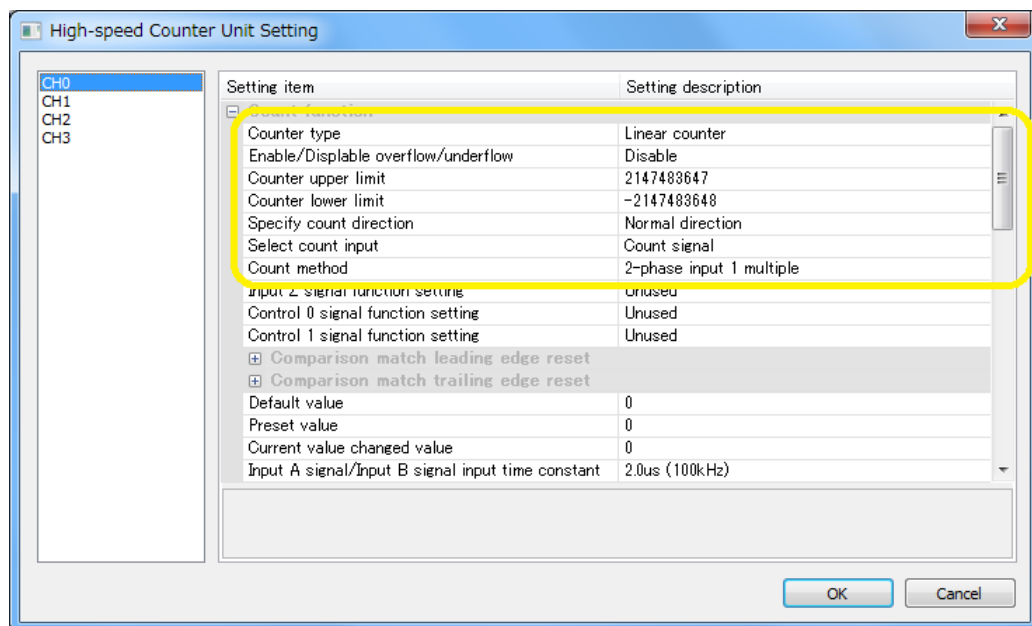 High-speed Counter Unit Setting
CH0
CH1
CH2
CH3
Setting item Setting description
Count function
Counter type Linear counter
Enable/Displable overflow/underflow Disable
Counter upper limit 2147483647
Counter lower limit -2147483648
Specify count direction Normal direction
Select count input Count signal
Count method 2-phase input 1 multiple
Input Z signal function setting Unused
Control 0 signal function setting Unused
Control 1 signal function setting Unused
Comparison match leading edge reset
Comparison match trailing edge reset
Default value 0
Preset value 0
Current value changed value 0
Input A signal/Input B signal input time constant 2.0us (100kHz)
OK Cancel